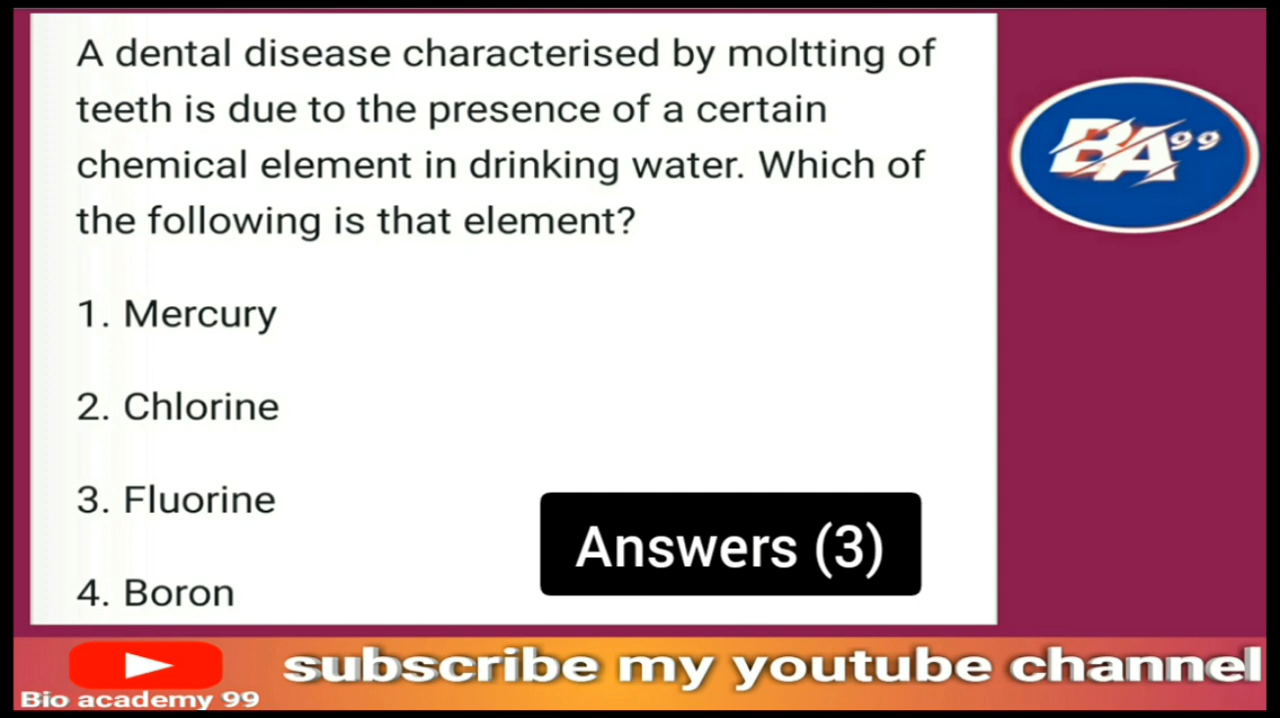 A dental disease characterised by moltting of
teeth is due to the presence of a certain
chemical element in drinking water. Which of
the following is that element?
BA99
1. Mercury
2. Chlorine
3. Fluorine
Answers (3)
4. Boron
subscribe my youtube channel
Bio academy 99